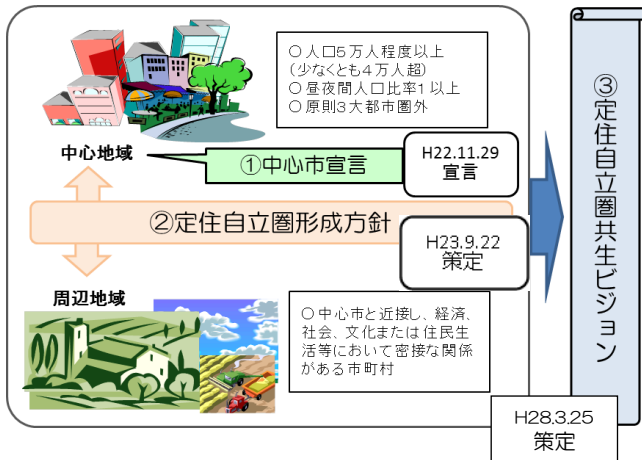 ○人口5万人程度以上
（少なくとも4万人超）
○昼夜間人口比率1以上
○原則3大都市圏外
中心地域
①中心市宣言
H22.11.29
宣言
②定住自立圏形成方針
H23.9.22
策定
周辺地域
○中心市と近接し、経済、
社会、文化または住民生
活等において密接な関係
がある市町村
③定住自立圏共生ビジョン
H28.3.25
策定